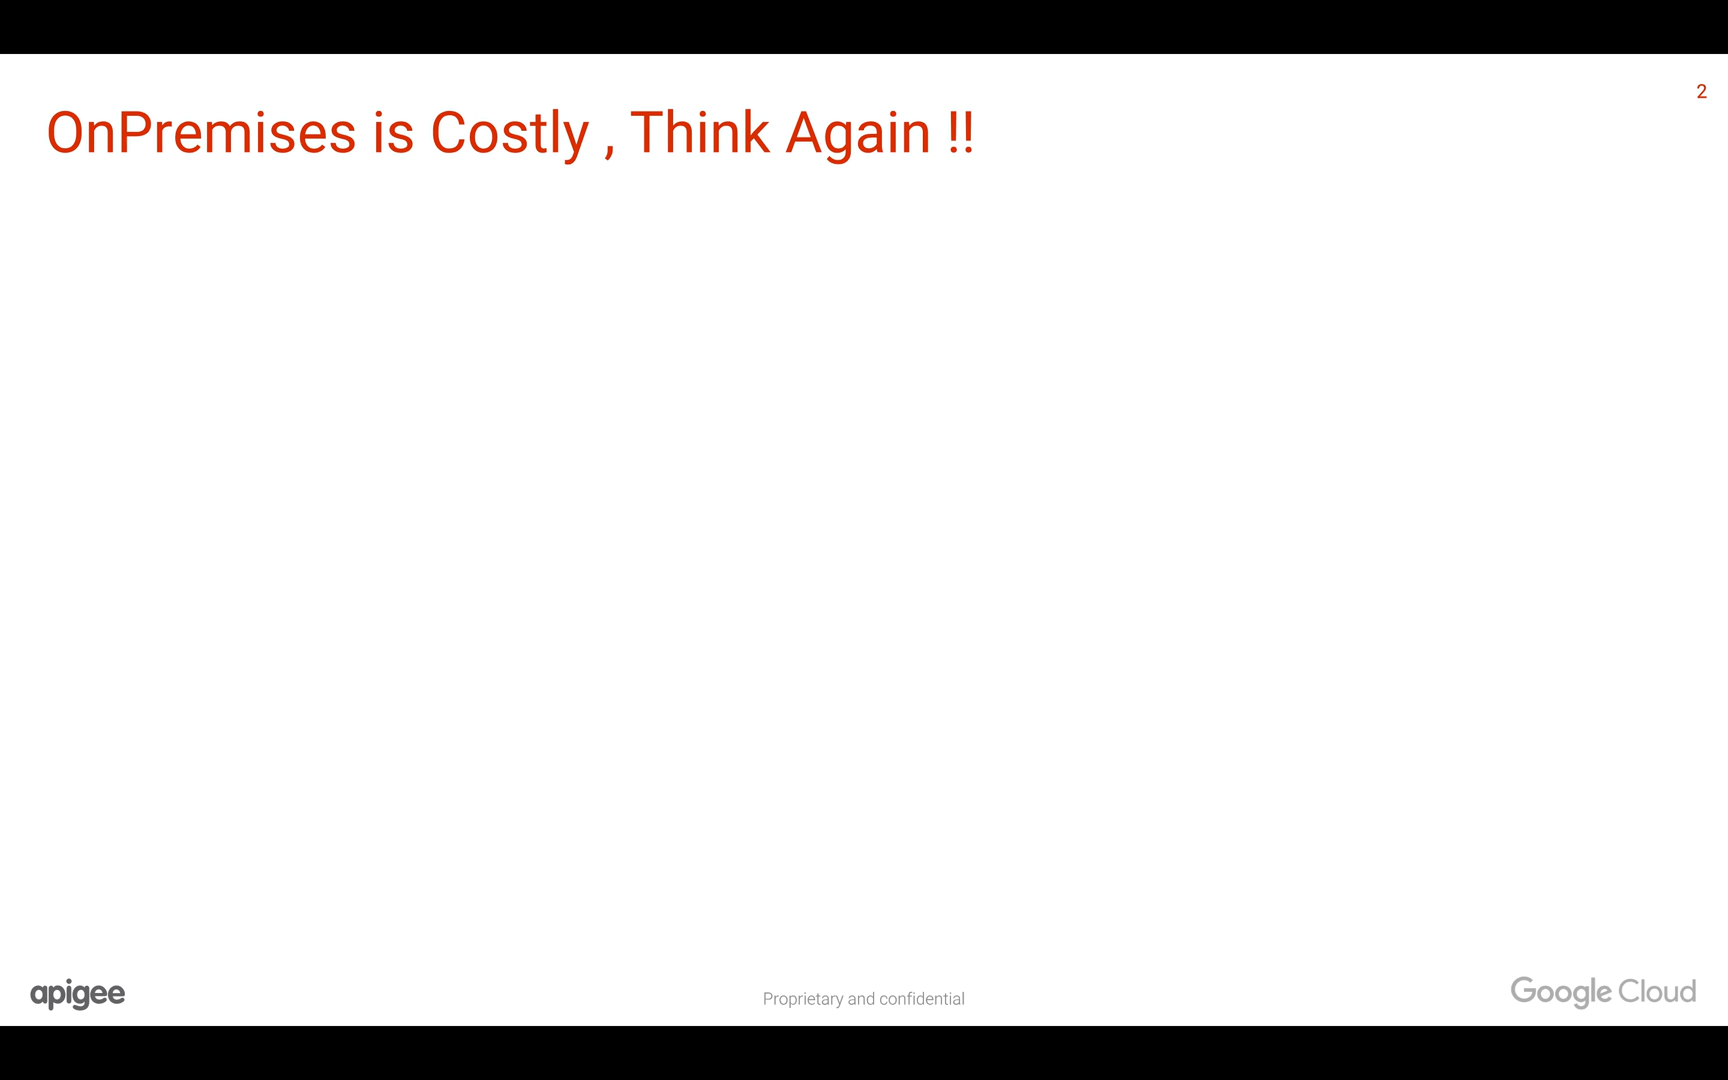 2
OnPremises is Costly , Think Again !!
apigee
Proprietary and confidential
Google Cloud